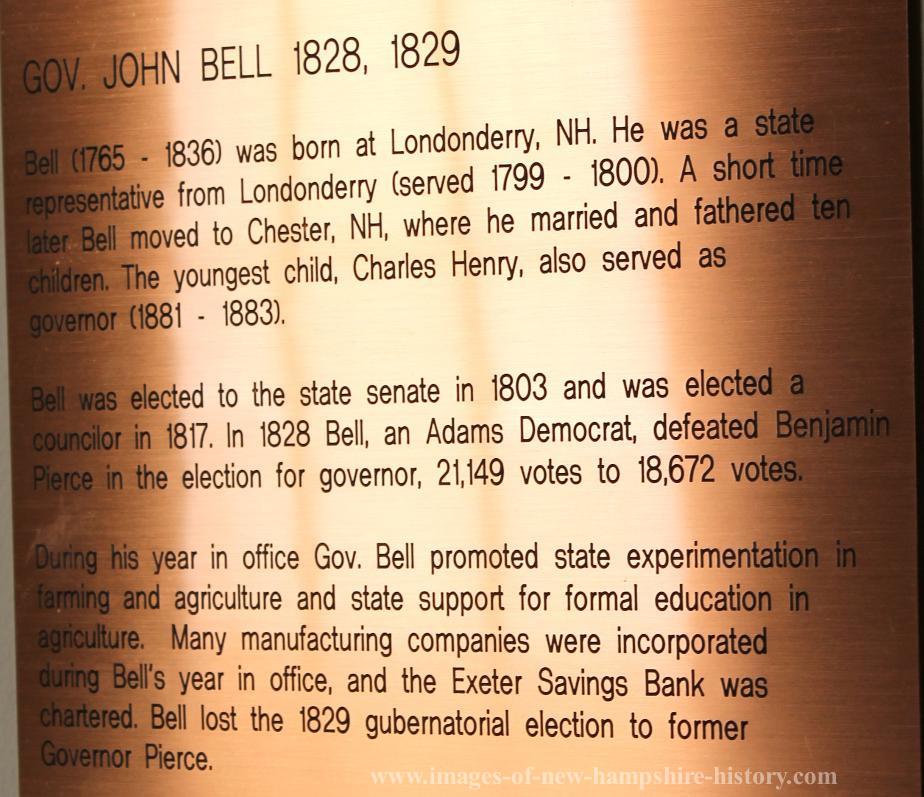 GOV. JOHN BELL 1828, 1829
Bell (1765 - 1836) was born at Londonderry, NH. He was a state
representative from Londonderry (served 1799 - 1800). A short time
later Bell moved to Chester, NH, where he married and fathered ten
children. The youngest child, Charles Henry, also served as
governor (1881 - 1883).
Bell was elected to the state senate in 1803 and was elected a
councilor in 1817. In 1828 Bell, an Adams Democrat, defeated Benjamin
Pierce in the election for governor, 21,149 votes to 18,672 votes.
During his year in office Gov. Bell promoted state experimentation in
farming and agriculture and state support for formal education in
agriculture. Many manufacturing companies were incorporated
during Bell's year in office, and the Exeter Savings Bank was
chartered. Bell lost the 1829 gubernatorial election to former
Governor Pierce.
www.images-of-new-hampshire-history.com